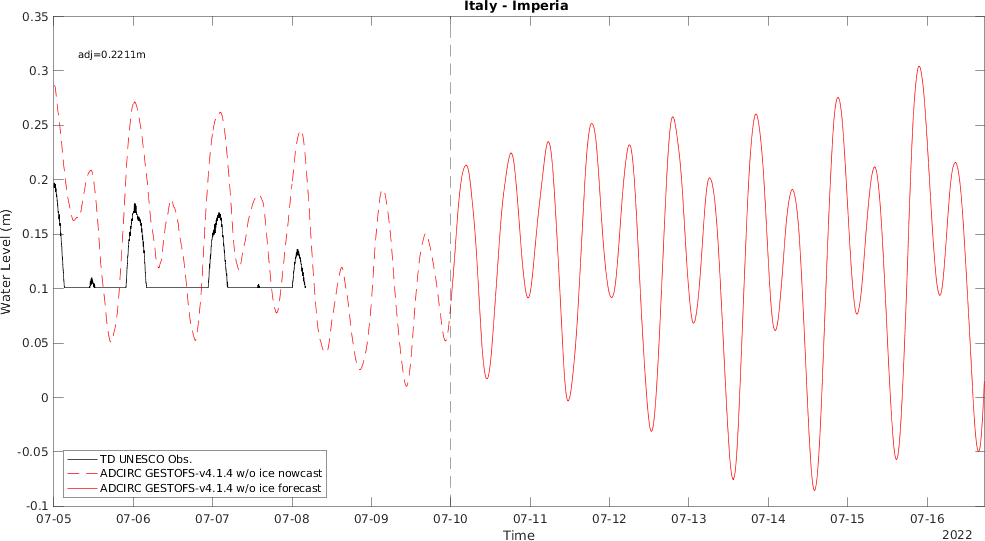 Italy - Imperia
adj=0.2211m
0.35
0.3
0.25
0.2
0.15
0.1
0.05
0
-0.05
-0.1
Water Level (m)
TD UNESCO Obs.
ADCIRC GESTOFS-v4.1.4 w/o ice nowcast
ADCIRC GESTOFS-v4.1.4 w/o ice forecast
07-05 07-06 07-07 07-08 07-09 07-10 07-11 07-12 07-13 07-14 07-15 07-16
Time
2022